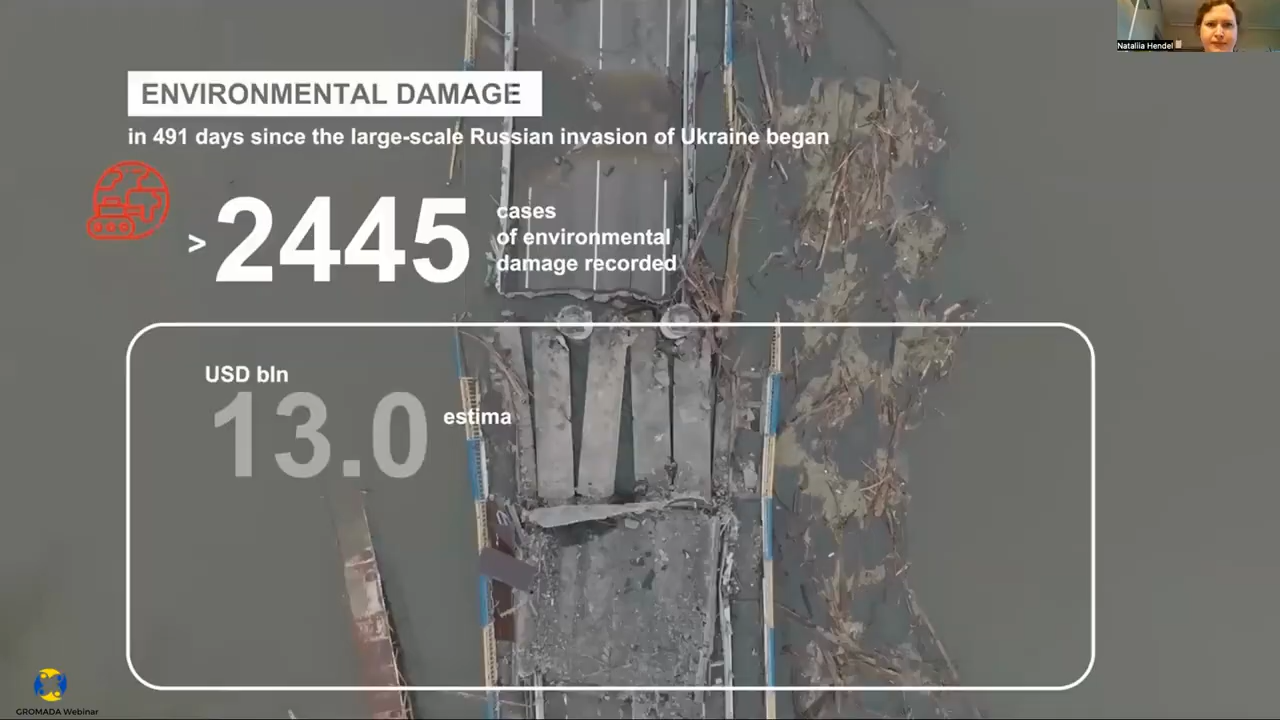 Nataliia Hendel
ENVIRONMENTAL DAMAGE
in 491 days since the large-scale Russian invasion of Ukraine began
>2445
cases
of environmental
damage recorded
USD bln
13.0
estima
GROMADA Webinar